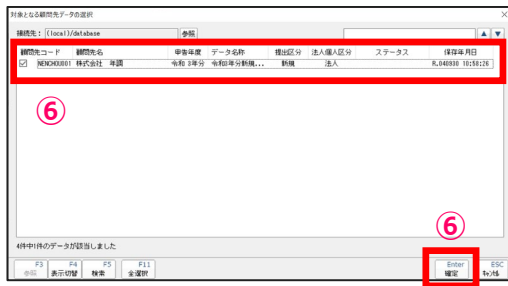 対象となる顧問先データの選択
接続先： (local)/database 参照 ▲ ▼
顧問先コード 顧問先名 申告年度 データ名称 提出区分 法人個人区分 ステータス 保存年月日
NENCHOU001 株式会社 年調 令和 3年分 令和3年分新規... 新規 法人 R.040930 10:58:26
⑥
⑥
4件中1件のデータが該当しました
F3 F4 F5 F11 Enter ESC
参照 表示切替 検索 全選択 確定 ｷｬﾝｾﾙ